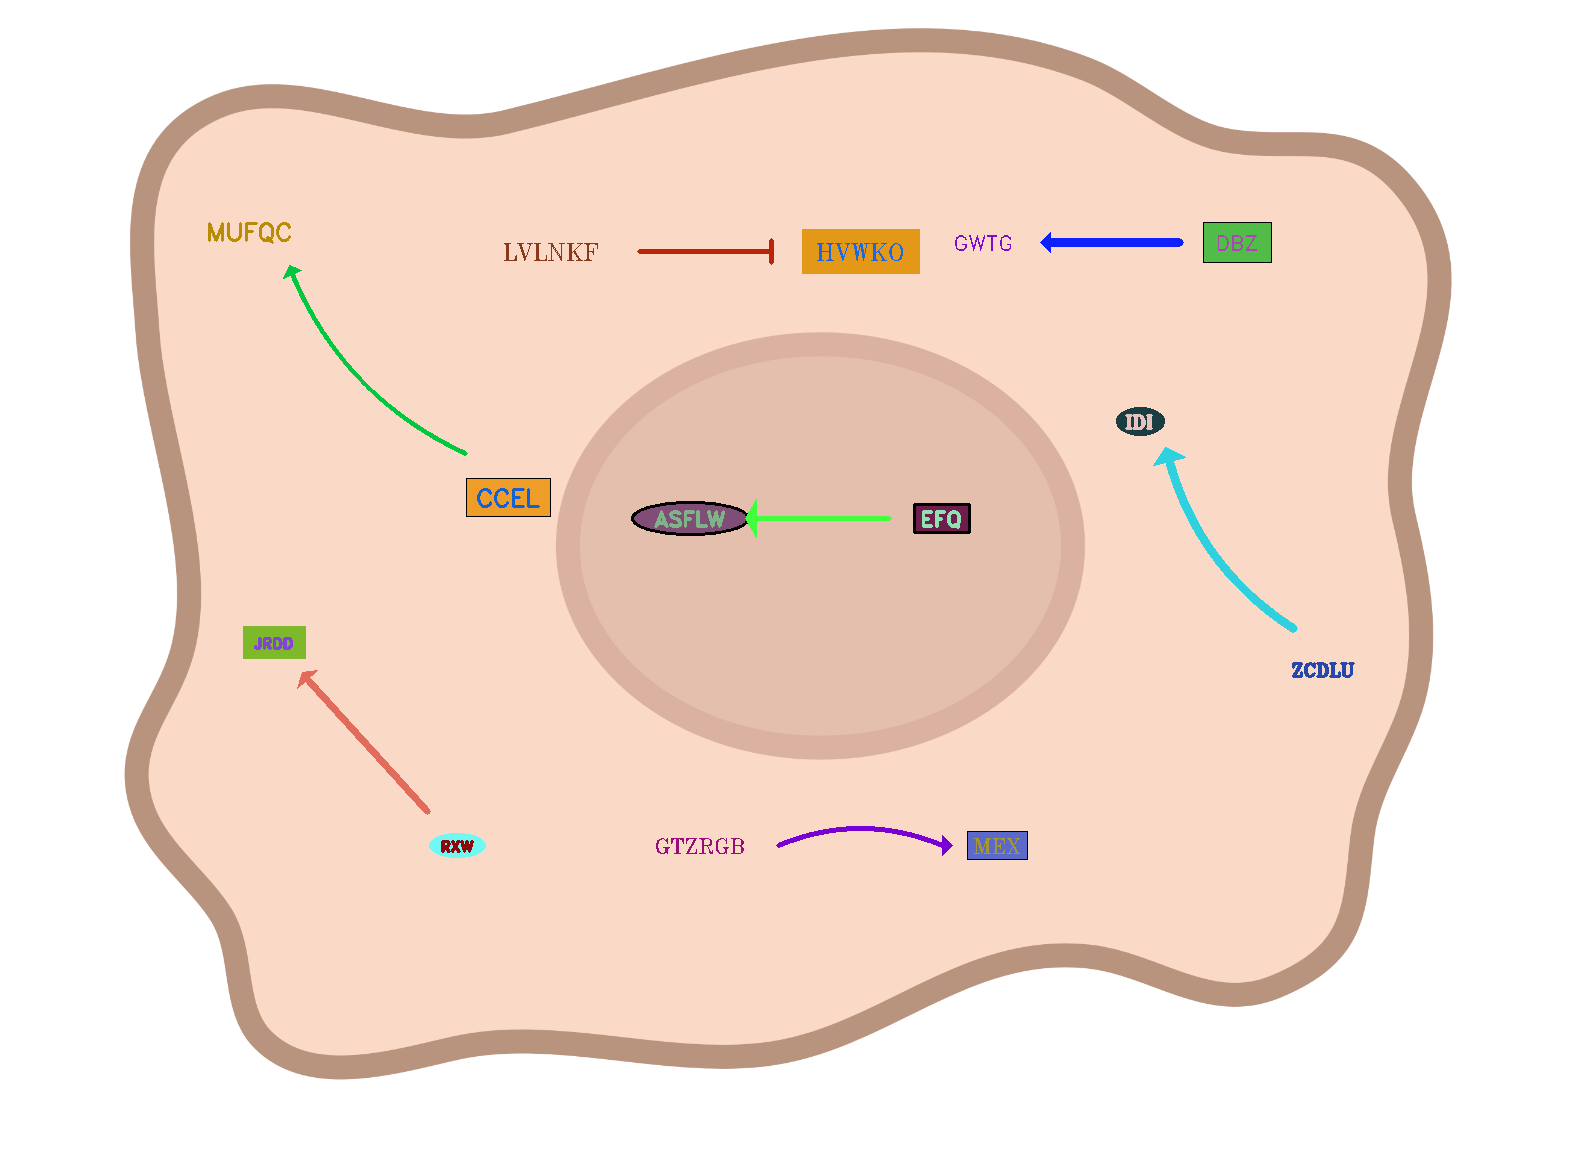 MUFQC
LVLNKF
HVWKO
GWTG
DBZ
IDI
CCEL
ASFLW
EFQ
JRDD
ZCDLU
RXW
GTZRGB
MEX